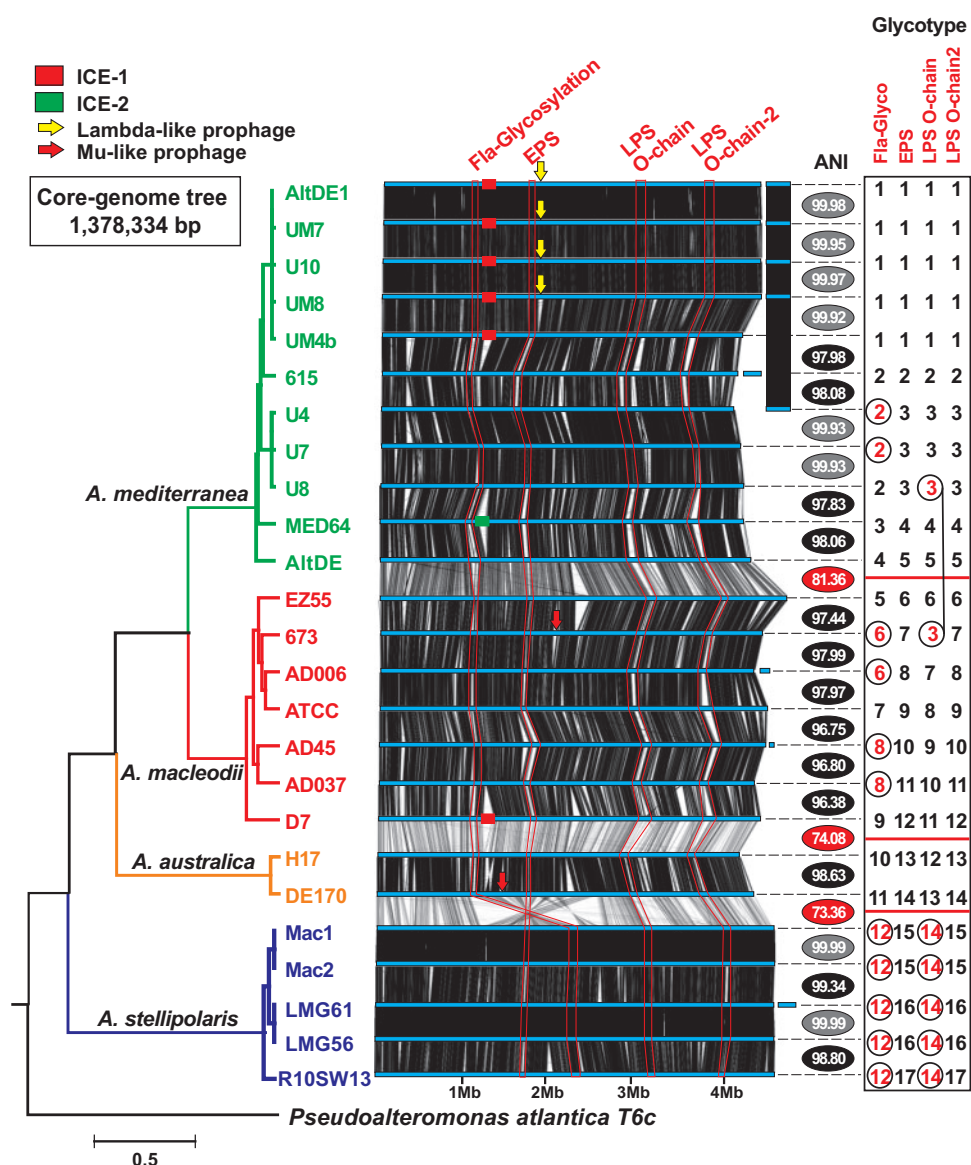 Glycotype
ICE-1
ICE-2
Lambda-like prophage
Mu-like prophage
Fla-Glycosylation
EPS
LPS
O-chain
LPS
O-chain-2
ANI
Fla-Glyco
EPS
LPS O-chain
LPS O-chain2
Core-genome tree
1,378,334 bp
AltDE1 1 1 1 1
99.98
UM7 1 1 1 1
99.95
U10 1 1 1 1
99.97
UM8 1 1 1 1
99.92
UM4b 1 1 1 1
97.98
615 2 2 2 2
98.08
U4 2 3 3 3
99.93
U7 2 3 3 3
99.93
A. mediterranea
U8 2 3 3 3
97.83
MED64 3 4 4 4
98.06
AltDE 4 5 5 5
81.36
EZ55 5 6 6 6
97.44
673 6 7 3 7
97.99
AD006 6 8 7 8
97.97
ATCC 7 9 8 9
96.75
AD45 8 10 9 10
A. macleodii
96.80
AD037 8 11 10 11
96.38
D7 9 12 11 12
74.08
A. australica
H17 10 13 12 13
98.63
DE170 11 14 13 14
73.36
Mac1 12 15 14 15
99.99
Mac2 12 15 14 15
99.34
A. stellipolaris
LMG61 12 16 14 16
99.99
LMG56 12 16 14 16
98.80
R10SW13 12 17 14 17
1Mb 2Mb 3Mb 4Mb
Pseudoalteromonas atlantica T6c
0.5